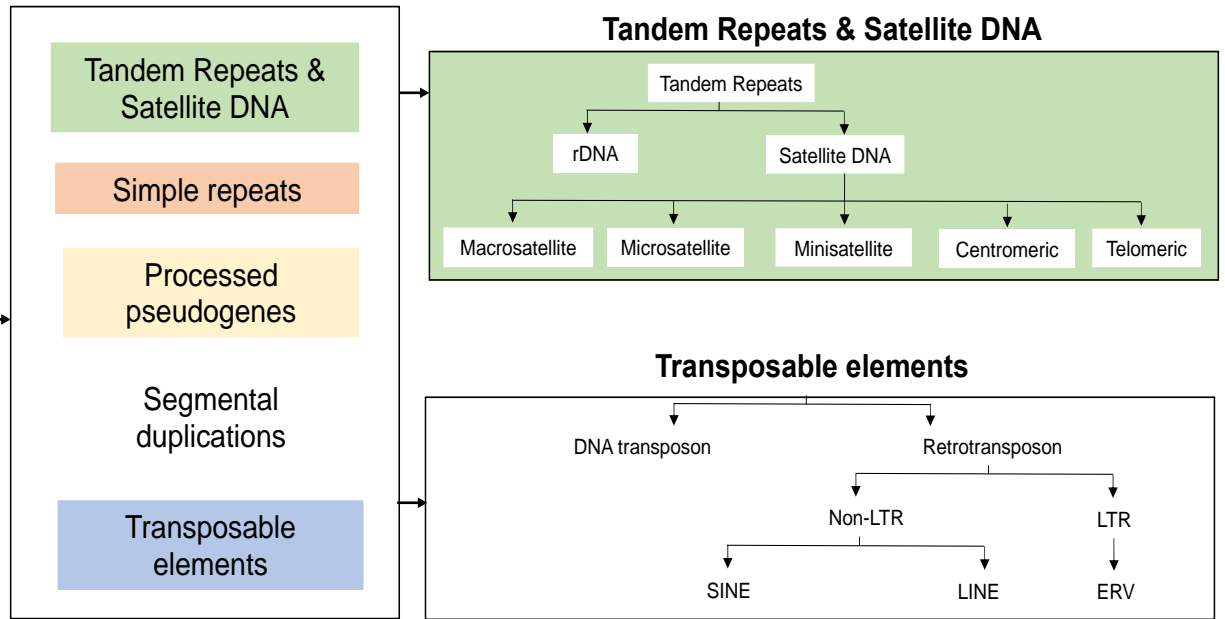 Tandem Repeats &
Satellite DNA
Simple repeats
Processed
pseudogenes
Segmental
duplications
Transposable
elements
Tandem Repeats & Satellite DNA
Tandem Repeats
rDNA
Satellite DNA
Macrosatellite
Microsatellite
Minisatellite
Centromeric
Telomeric
Transposable elements
DNA transposon
Retrotransposon
Non-LTR
LTR
SINE
LINE
ERV